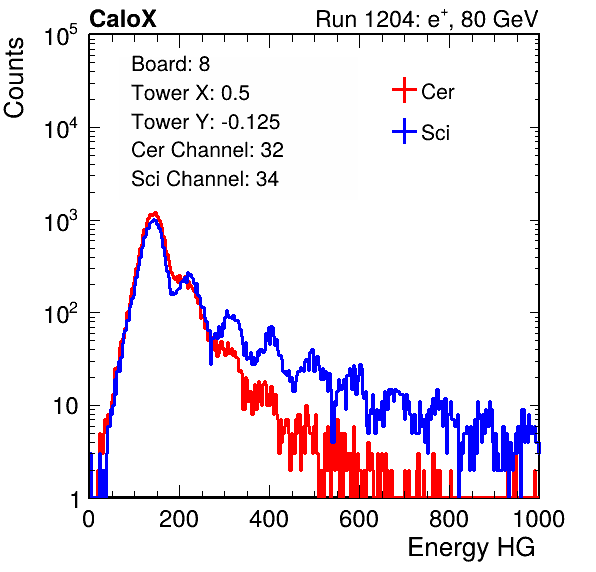 CaloX Run 1204: e⁺, 80 GeV
Counts
Board: 8
Tower X: 0.5
Tower Y: -0.125
Cer Channel: 32
Sci Channel: 34
Cer
Sci
10⁵
10⁴
10³
10²
10
1
0 200 400 600 800 1000
Energy HG